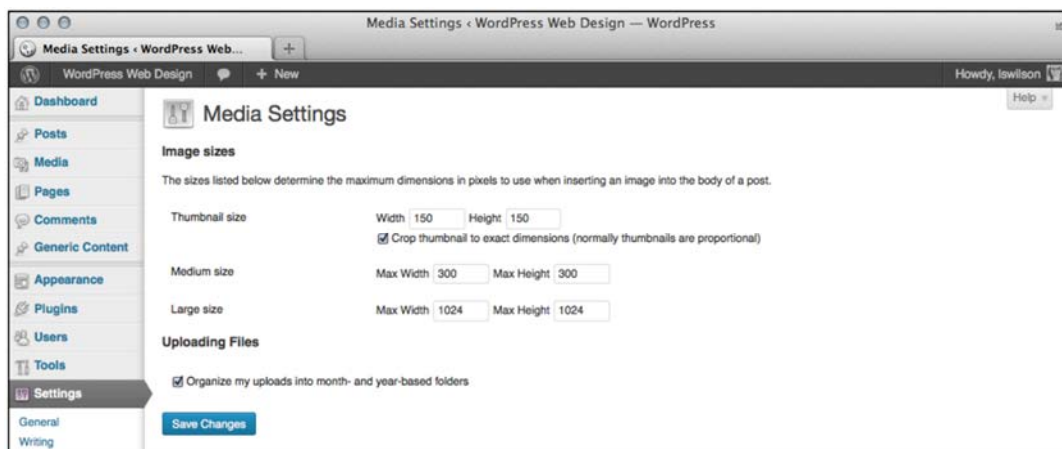 Media Settings ‹ WordPress Web Design — WordPress
Media Settings ‹ WordPress Web...
WordPress Web Design + New Howdy, lswilson
Help
Dashboard
Posts
Media
Pages
Comments
Generic Content
Appearance
Plugins
Users
Tools
Settings
General
Writing
Media Settings
Image sizes
The sizes listed below determine the maximum dimensions in pixels to use when inserting an image into the body of a post.
Thumbnail size Width 150 Height 150
Crop thumbnail to exact dimensions (normally thumbnails are proportional)
Medium size Max Width 300 Max Height 300
Large size Max Width 1024 Max Height 1024
Uploading Files
Organize my uploads into month- and year-based folders
Save Changes